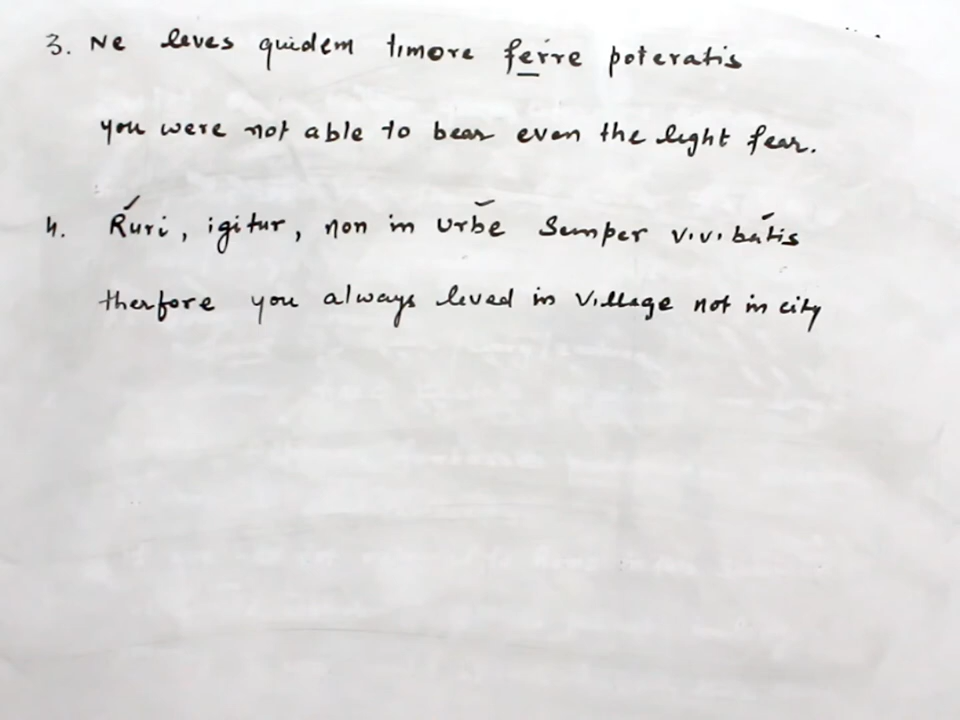 3. Ne leves quidem timore ferre poteratis
you were not able to bear even the light fear.
4. Ruri, igitur, non in urbe Semper vivibatis
therfore you always leved in village not in city